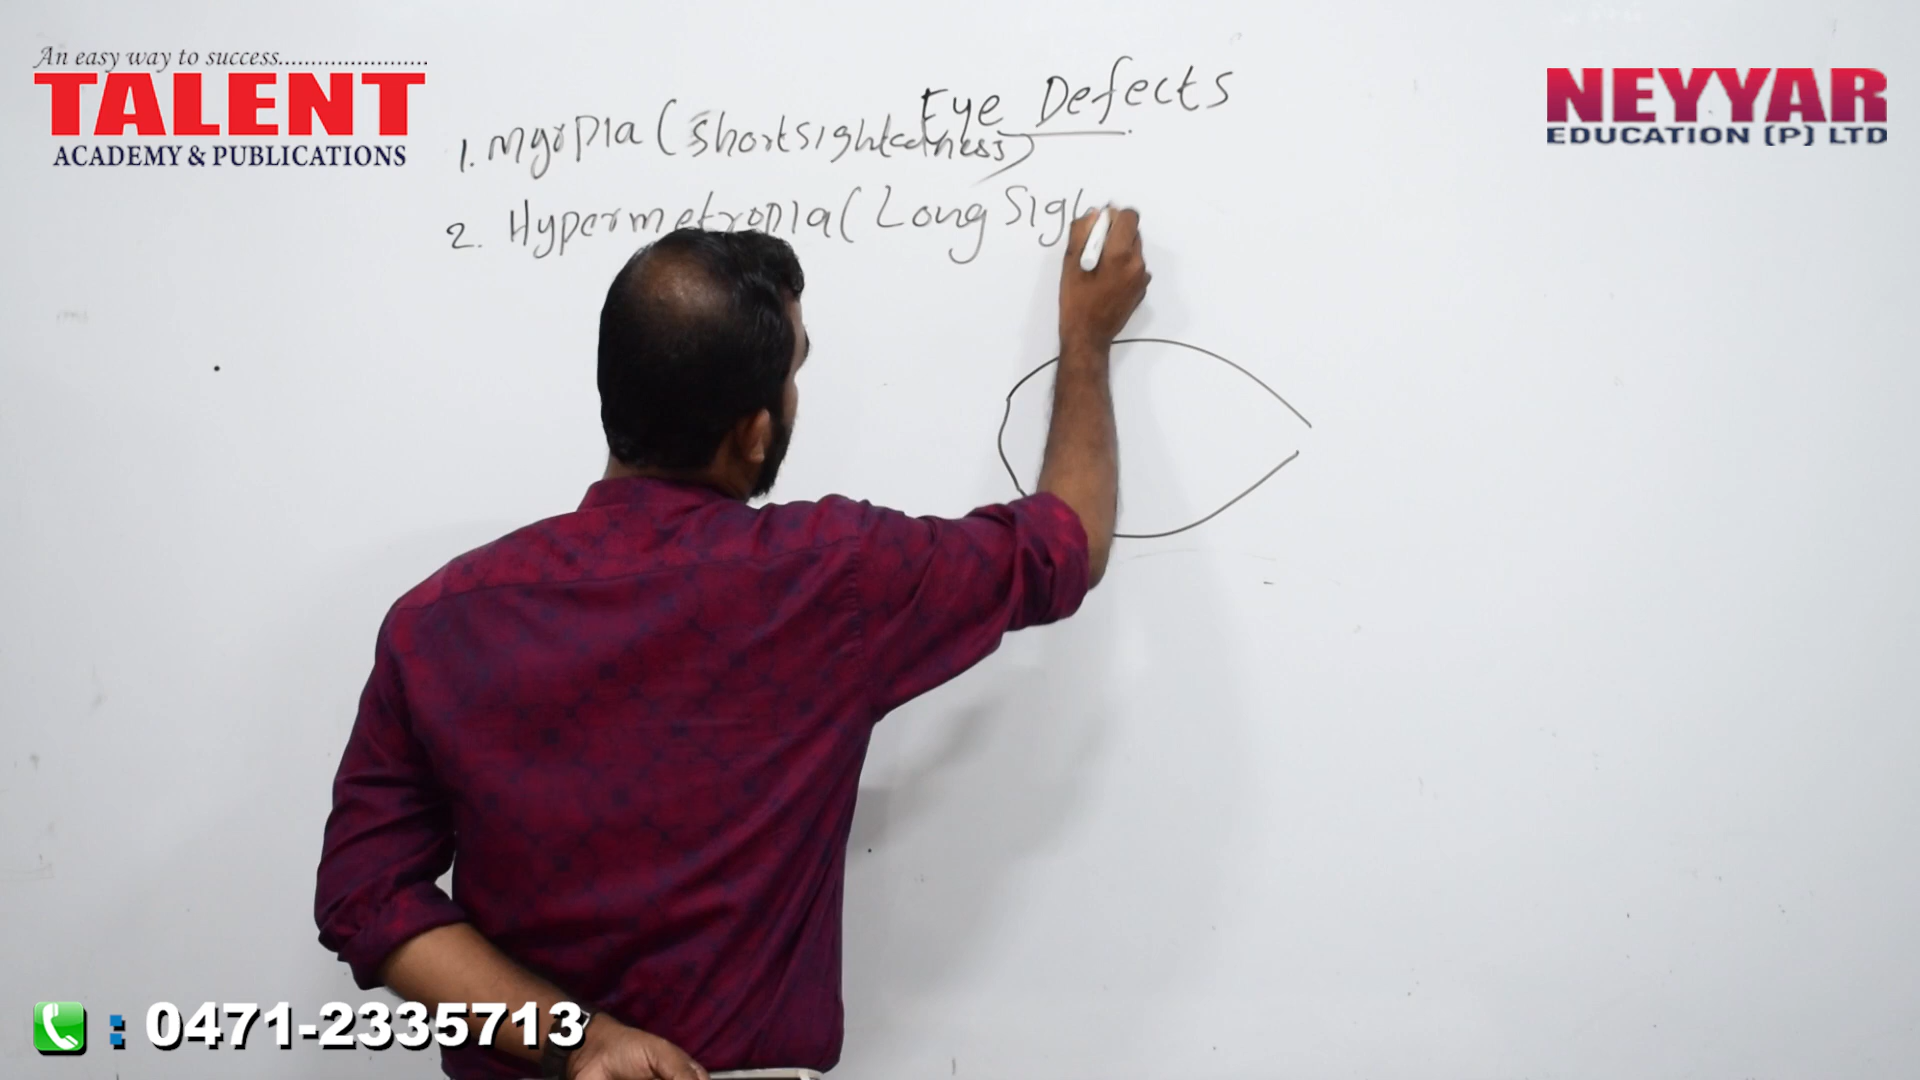 An easy way to success.......................
TALENT
ACADEMY & PUBLICATIONS
NEYYAR
EDUCATION (P) LTD
Eye Defects
1. Myopia (Shortsightedness)
2. Hypermetropia (Long Sigh
: 0471-2335713